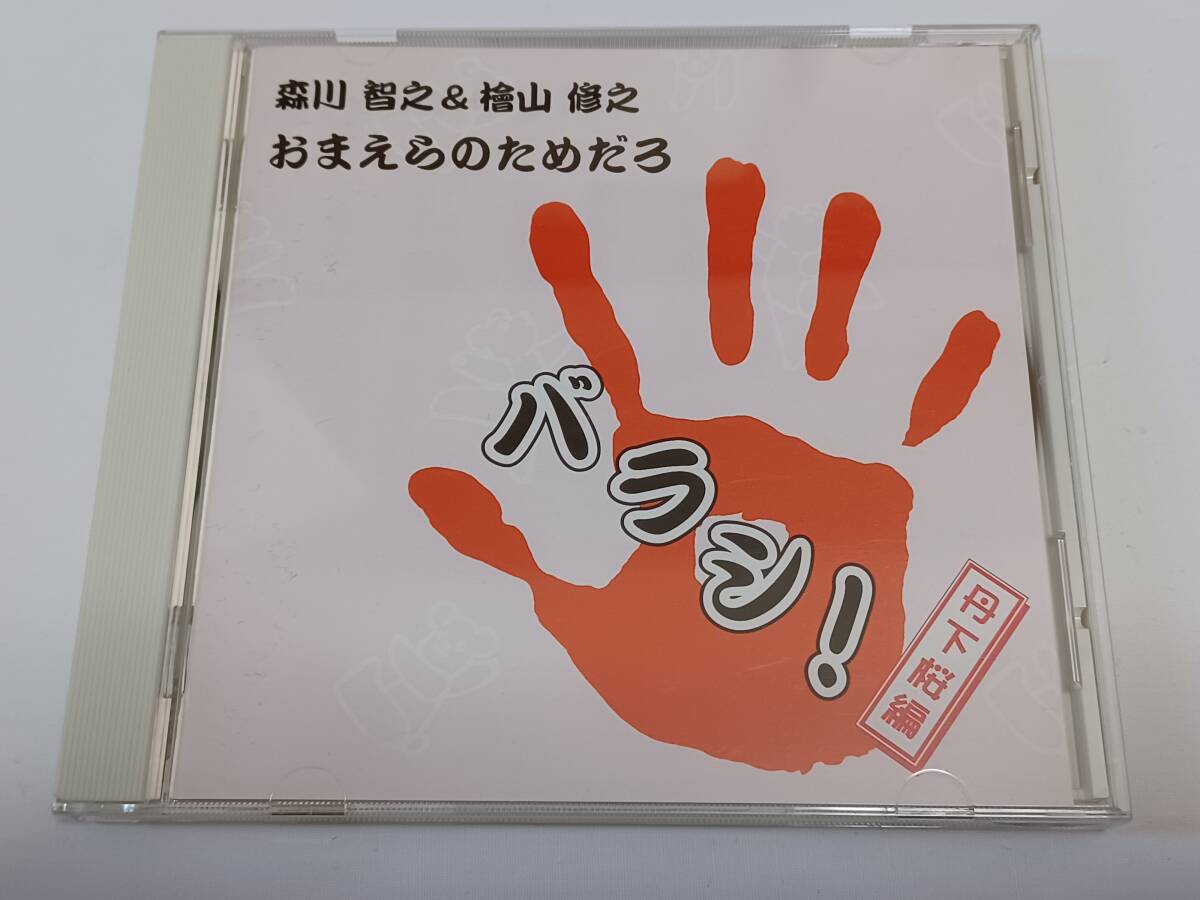 森川 智之&檜山 修之
おまえらのためだろ
バラシ!
丹下桜編